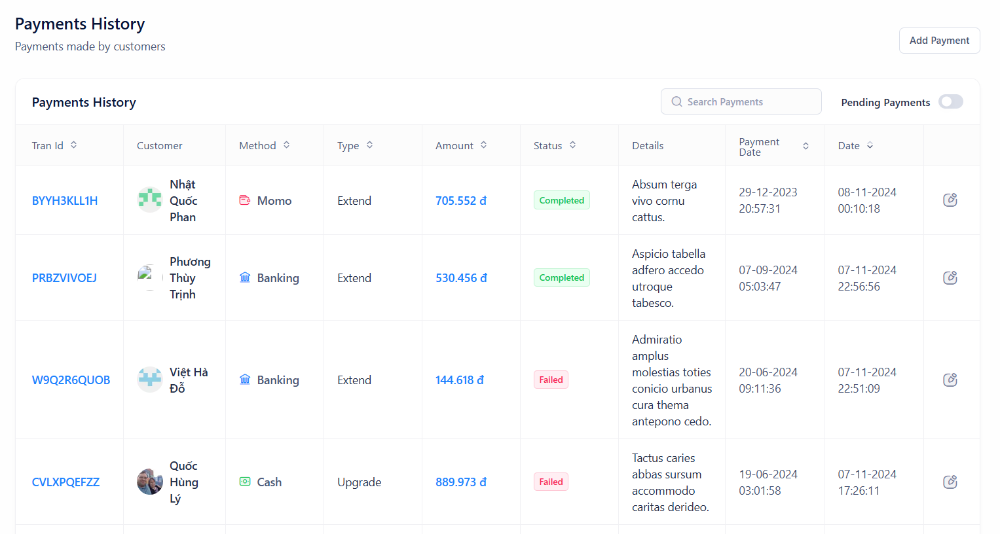 Payments History
Payments made by customers
Add Payment
Payments History
Search Payments
Pending Payments
Tran Id
Customer
Method
Type
Amount
Status
Details
Payment
Date
Date
BYYH3KLL1H
Nhật
Quốc
Phan
Momo
Extend
705.552 đ
Completed
Absum terga
vivo cornu
cattus.
29-12-2023
20:57:31
08-11-2024
00:10:18
PRBZVIVOEJ
Phương
Thùy
Trịnh
Banking
Extend
530.456 đ
Completed
Aspicio tabella
adfero accedo
utroque
tabesco.
07-09-2024
05:03:47
07-11-2024
22:56:56
W9Q2R6QUOB
Việt Hà
Đỗ
Banking
Extend
144.618 đ
Failed
Admiratio
amplus
molestias toties
conicio urbanus
cura thema
antepono cedo.
20-06-2024
09:11:36
07-11-2024
22:51:09
CVLXPQEFZZ
Quốc
Hùng
Lý
Cash
Upgrade
889.973 đ
Failed
Tactus caries
abbas sursum
accommodo
caritas derideo.
19-06-2024
03:01:58
07-11-2024
17:26:11